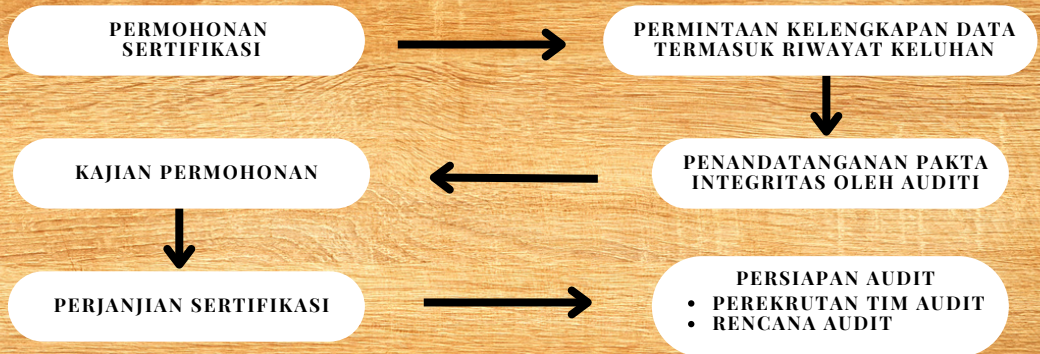 PERMOHONAN
SERTIFIKASI
PERMINTAAN KELENGKAPAN DATA
TERMASUK RIWAYAT KELUHAN
PENANDATANGANAN PAKTA
INTEGRITAS OLEH AUDITI
KAJIAN PERMOHONAN
PERJANJIAN SERTIFIKASI
PERSIAPAN AUDIT
• PEREKRUTAN TIM AUDIT
• RENCANA AUDIT